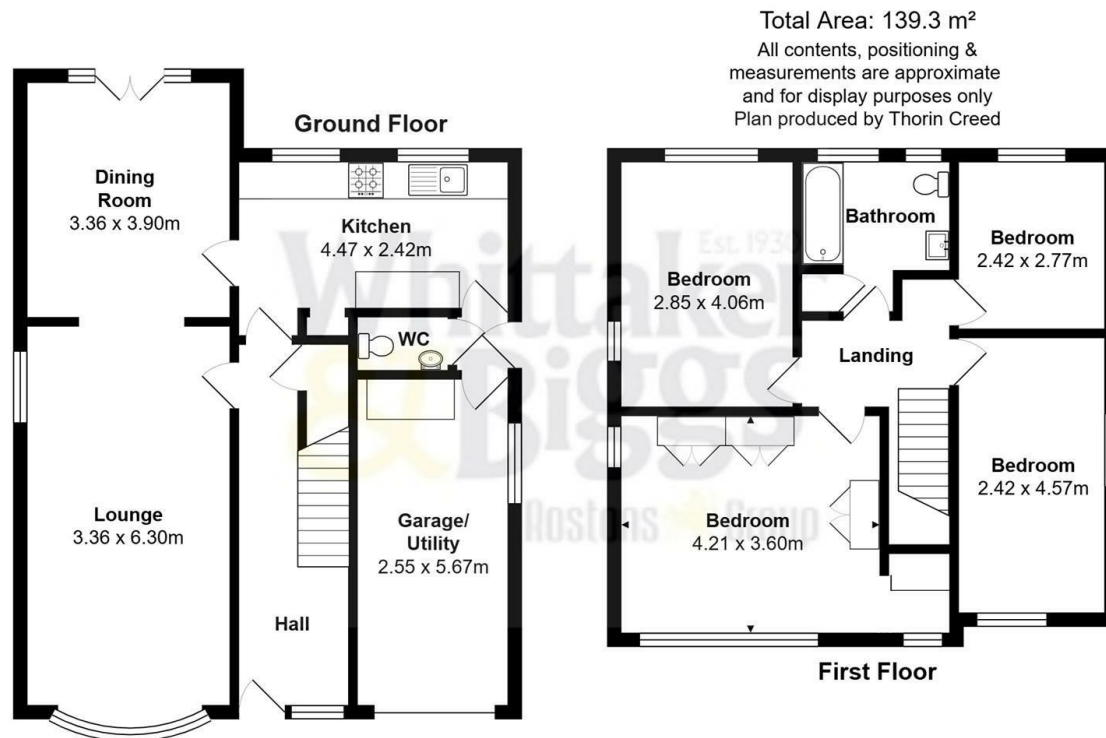 Total Area: 139.3 m²
All contents, positioning &
measurements are approximate
and for display purposes only
Plan produced by Thorin Creed
Ground Floor
Dining
Room
3.36 x 3.90m
Kitchen
4.47 x 2.42m
WC
Lounge
3.36 x 6.30m
Hall
Garage/
Utility
2.55 x 5.67m
Bedroom
2.85 x 4.06m
Bathroom
Bedroom
2.42 x 2.77m
Landing
Bedroom
4.21 x 3.60m
Bedroom
2.42 x 4.57m
First Floor
Est. 1930
Whittaker
& Biggs
Rostons Group